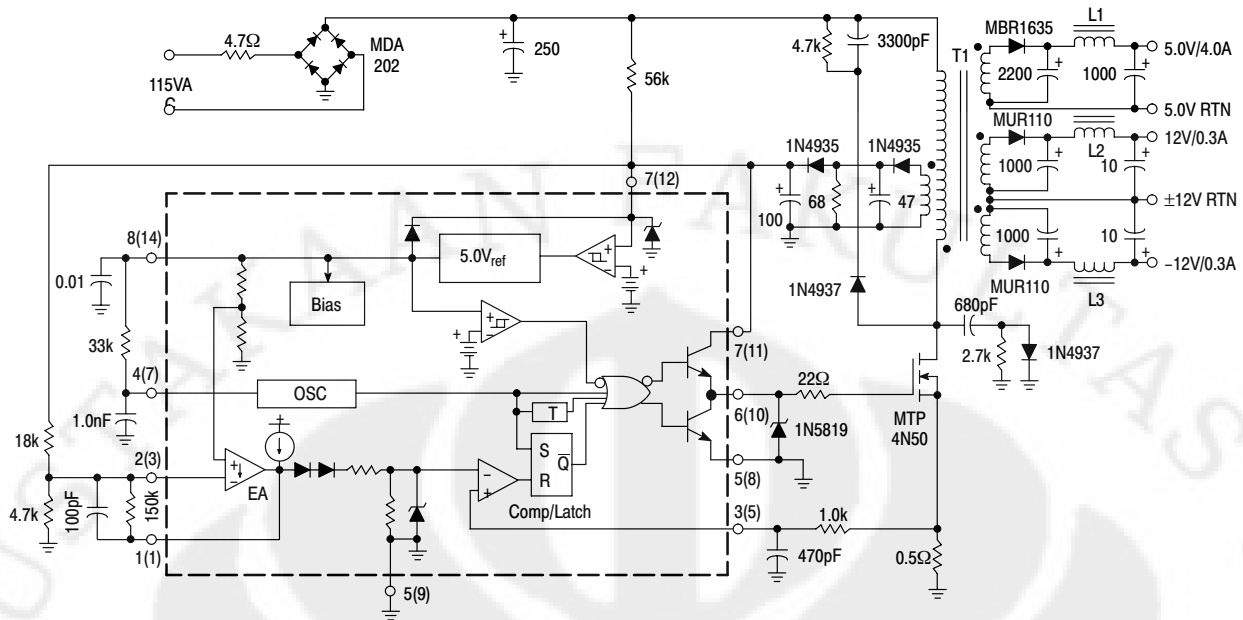 4.7Ω
MDA
202
115VA
C
250
4.7k
3300pF
56k
T1
MBR1635
L1
5.0V/4.0A
2200
1000
5.0V RTN
MUR110
12V/0.3A
L2
1000
10
±12V RTN
1000
10
–12V/0.3A
MUR110
L3
1N4935
1N4935
100
68
47
1N4937
680pF
2.7k
1N4937
7(12)
8(14)
0.01
5.0Vref
Bias
33k
4(7)
OSC
1.0nF
T
S
R
Q
Comp/Latch
18k
2(3)
EA
4.7k
100pF
150k
1(1)
5(9)
7(11)
6(10)
22Ω
1N5819
5(8)
MTP
4N50
3(5)
1.0k
470pF
0.5Ω
USTAKAAN FAKULTAS